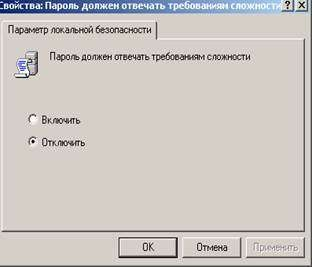 Свойства: Пароль должен отвечать требованиям сложности
Параметр локальной безопасности
Пароль должен отвечать требованиям сложности
Включить
Отключить
OK
Отмена
Применить